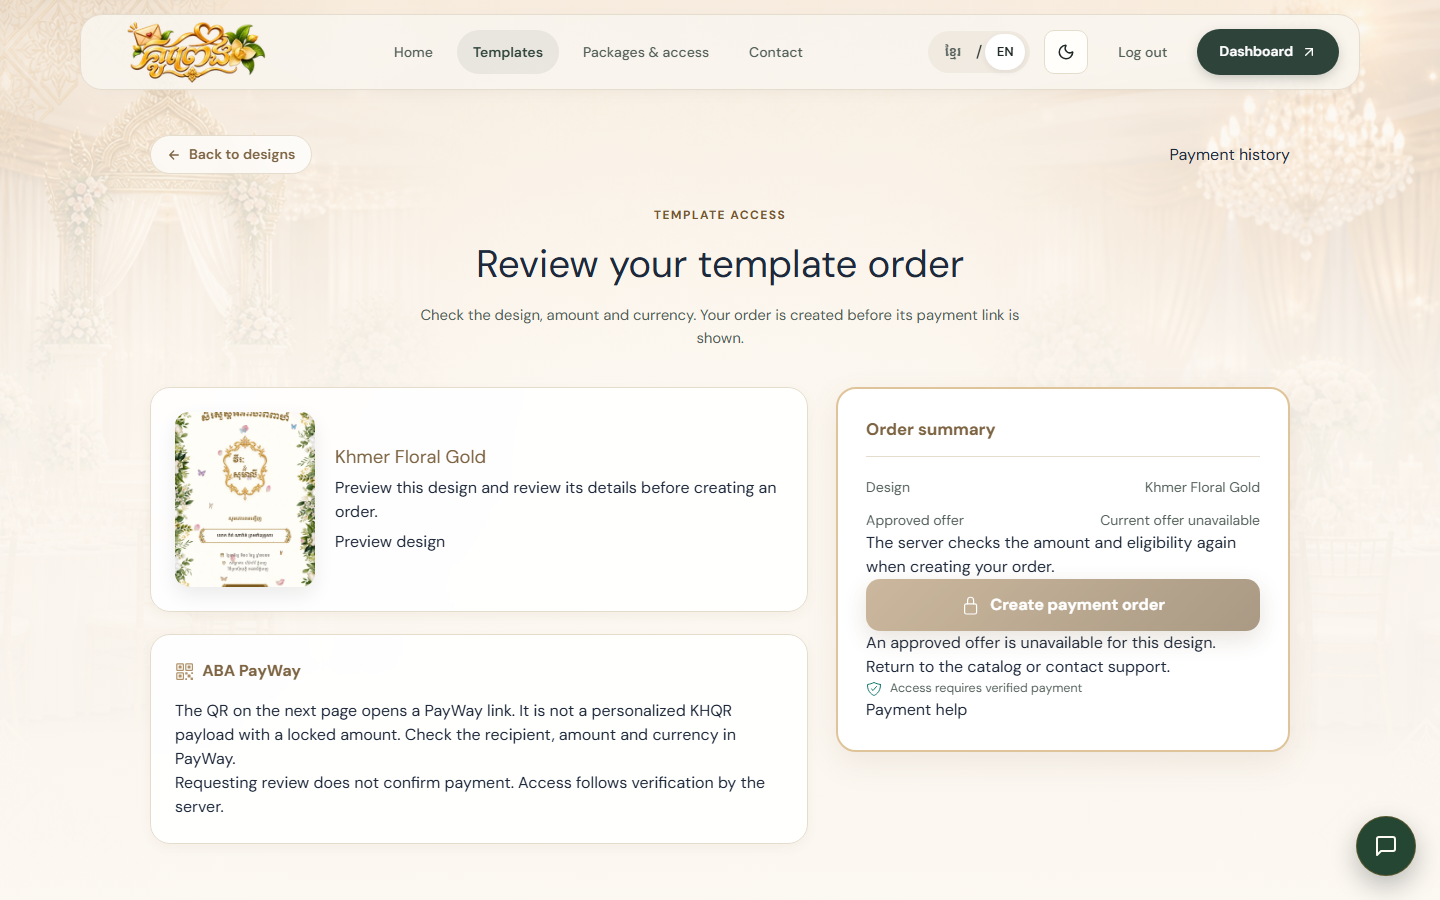 Home
Templates
Packages & access
Contact
ខ្មែរ / EN
Log out
Dashboard
Back to designs
Payment history
TEMPLATE ACCESS
Review your template order
Check the design, amount and currency. Your order is created before its payment link is
shown.
Khmer Floral Gold
Preview this design and review its details before creating an
order.
Preview design
ABA PayWay
The QR on the next page opens a PayWay link. It is not a personalized KHQR
payload with a locked amount. Check the recipient, amount and currency in
PayWay.
Requesting review does not confirm payment. Access follows verification by the
server.
Order summary
Design Khmer Floral Gold
Approved offer Current offer unavailable
The server checks the amount and eligibility again
when creating your order.
Create payment order
An approved offer is unavailable for this design.
Return to the catalog or contact support.
Access requires verified payment
Payment help